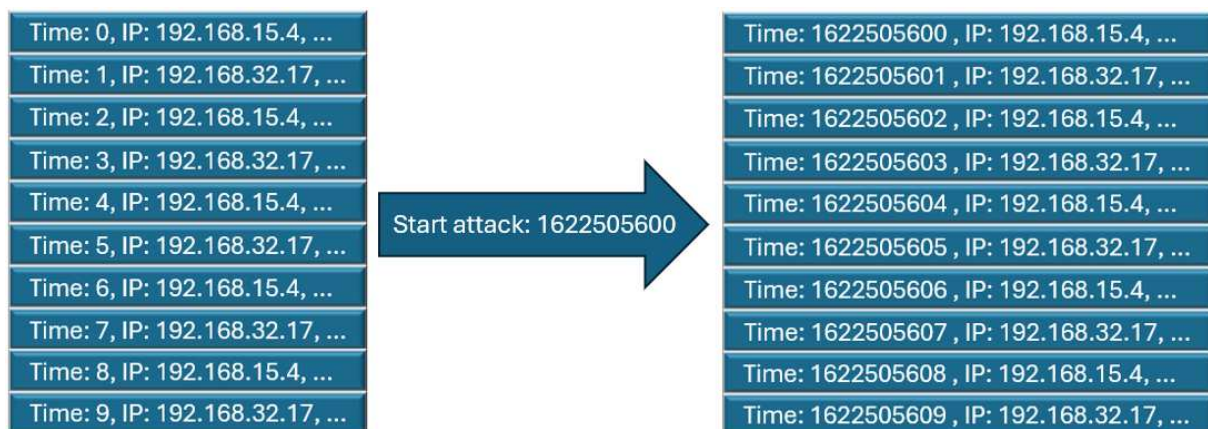 Time: 0, IP: 192.168.15.4, ...
Time: 1, IP: 192.168.32.17, ...
Time: 2, IP: 192.168.15.4, ...
Time: 3, IP: 192.168.32.17, ...
Time: 4, IP: 192.168.15.4, ...
Time: 5, IP: 192.168.32.17, ...
Time: 6, IP: 192.168.15.4, ...
Time: 7, IP: 192.168.32.17, ...
Time: 8, IP: 192.168.15.4, ...
Time: 9, IP: 192.168.32.17, ...
Start attack: 1622505600
Time: 1622505600 , IP: 192.168.15.4, ...
Time: 1622505601 , IP: 192.168.32.17, ...
Time: 1622505602 , IP: 192.168.15.4, ...
Time: 1622505603 , IP: 192.168.32.17, ...
Time: 1622505604 , IP: 192.168.15.4, ...
Time: 1622505605 , IP: 192.168.32.17, ...
Time: 1622505606 , IP: 192.168.15.4, ...
Time: 1622505607 , IP: 192.168.32.17, ...
Time: 1622505608 , IP: 192.168.15.4, ...
Time: 1622505609 , IP: 192.168.32.17, ...